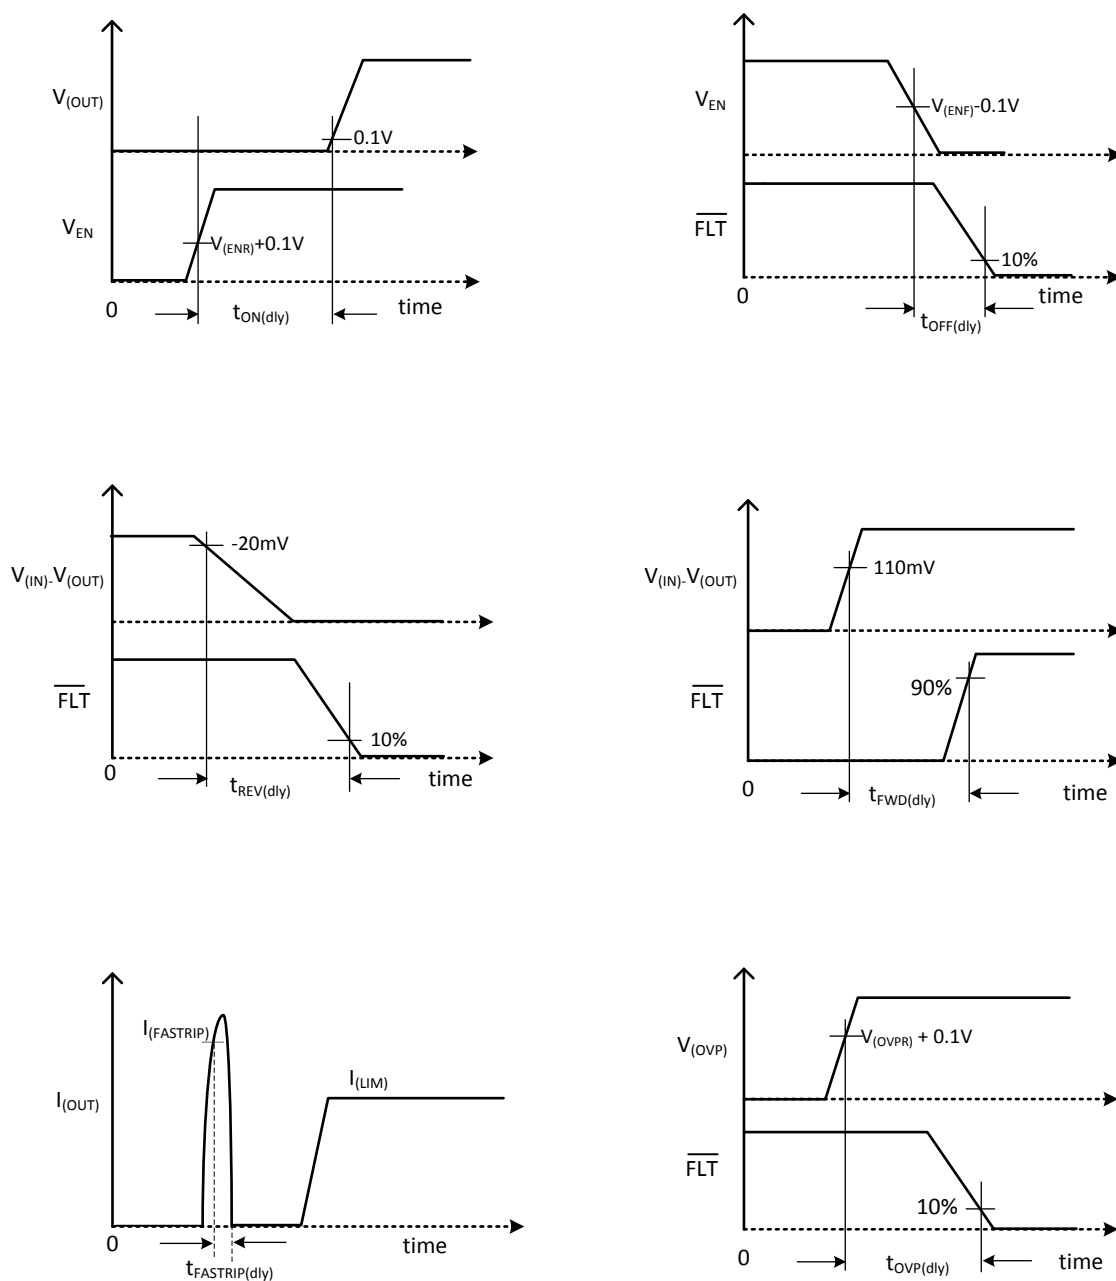 V(OUT)
0.1V
VEN
V(ENR)+0.1V
0
tON(dly)
time
VEN
V(ENF)-0.1V
FLT
10%
0
tOFF(dly)
time
V(IN)-V(OUT)
-20mV
FLT
10%
0
tREV(dly)
time
V(IN)-V(OUT)
110mV
90%
FLT
0
tFWD(dly)
time
I(FASTRIP)
I(LIM)
I(OUT)
0
tFASTRIP(dly)
time
V(OVP)
V(OVPR) + 0.1V
FLT
10%
0
tOVP(dly)
time